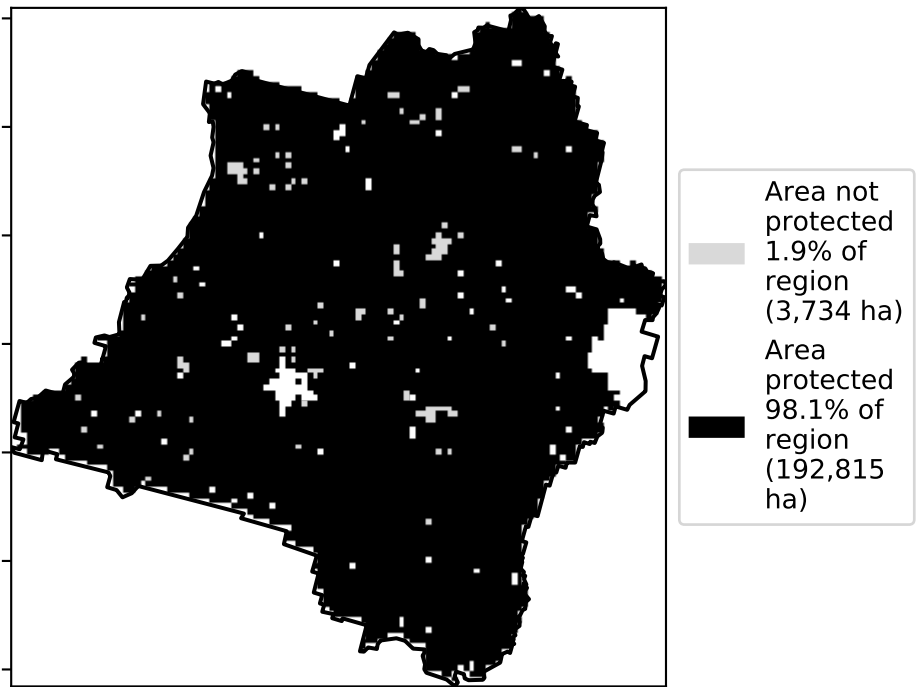 Area not
protected
1.9% of
region
(3,734 ha)
Area
protected
98.1% of
region
(192,815
ha)